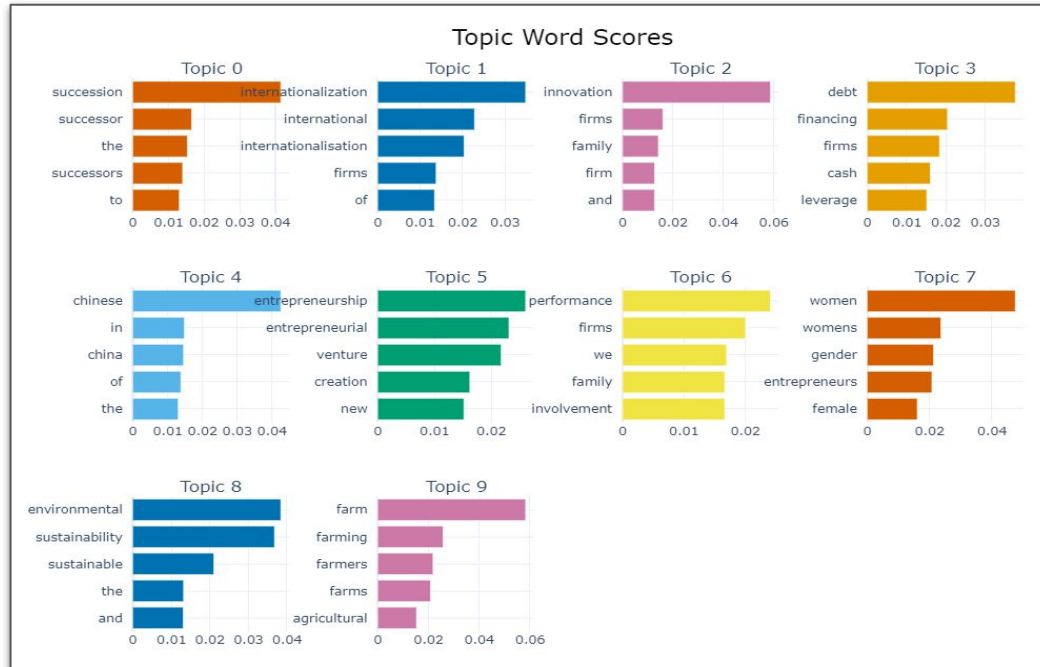 Topic Word Scores
Topic 0
succession
successor
the
successors
to
0 0.01 0.02 0.03 0.04
Topic 1
internationalization
international
internationalisation
firms
of
0 0.01 0.02 0.03
Topic 2
innovation
firms
family
firm
and
0 0.02 0.04 0.06
Topic 3
debt
financing
firms
cash
leverage
0 0.01 0.02 0.03
Topic 4
chinese
in
china
of
the
0 0.01 0.02 0.03 0.04
Topic 5
entrepreneurship
entrepreneurial
venture
creation
new
0 0.01 0.02
Topic 6
performance
firms
we
family
involvement
0 0.01 0.02
Topic 7
women
womens
gender
entrepreneurs
female
0 0.02 0.04
Topic 8
environmental
sustainability
sustainable
the
and
0 0.01 0.02 0.03 0.04
Topic 9
farm
farming
farmers
farms
agricultural
0 0.02 0.04 0.06